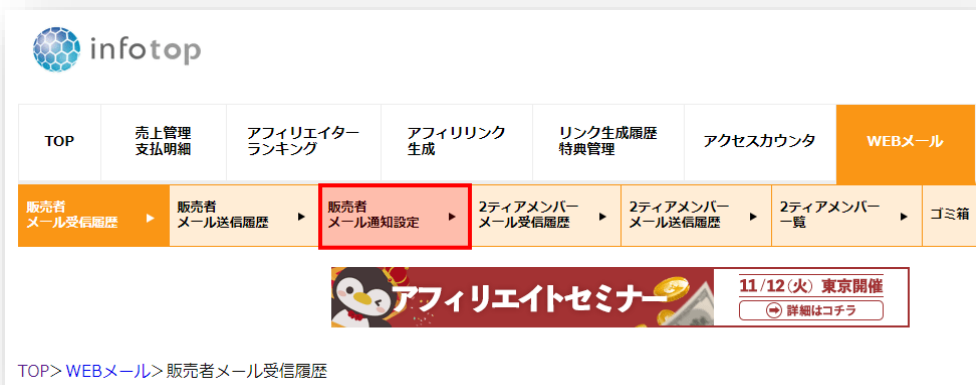 infotop
TOP
売上管理
支払明細
アフィリエイター
ランキング
アフィリリンク
生成
リンク生成履歴
特典管理
アクセスカウンタ
WEBメール
販売者
メール受信履歴
販売者
メール送信履歴
販売者
メール通知設定
2ティアメンバー
メール受信履歴
2ティアメンバー
メール送信履歴
2ティアメンバー
一覧
ゴミ箱
アフィリエイトセミナー
11/12(火) 東京開催
詳細はコチラ
TOP>WEBメール>販売者メール受信履歴